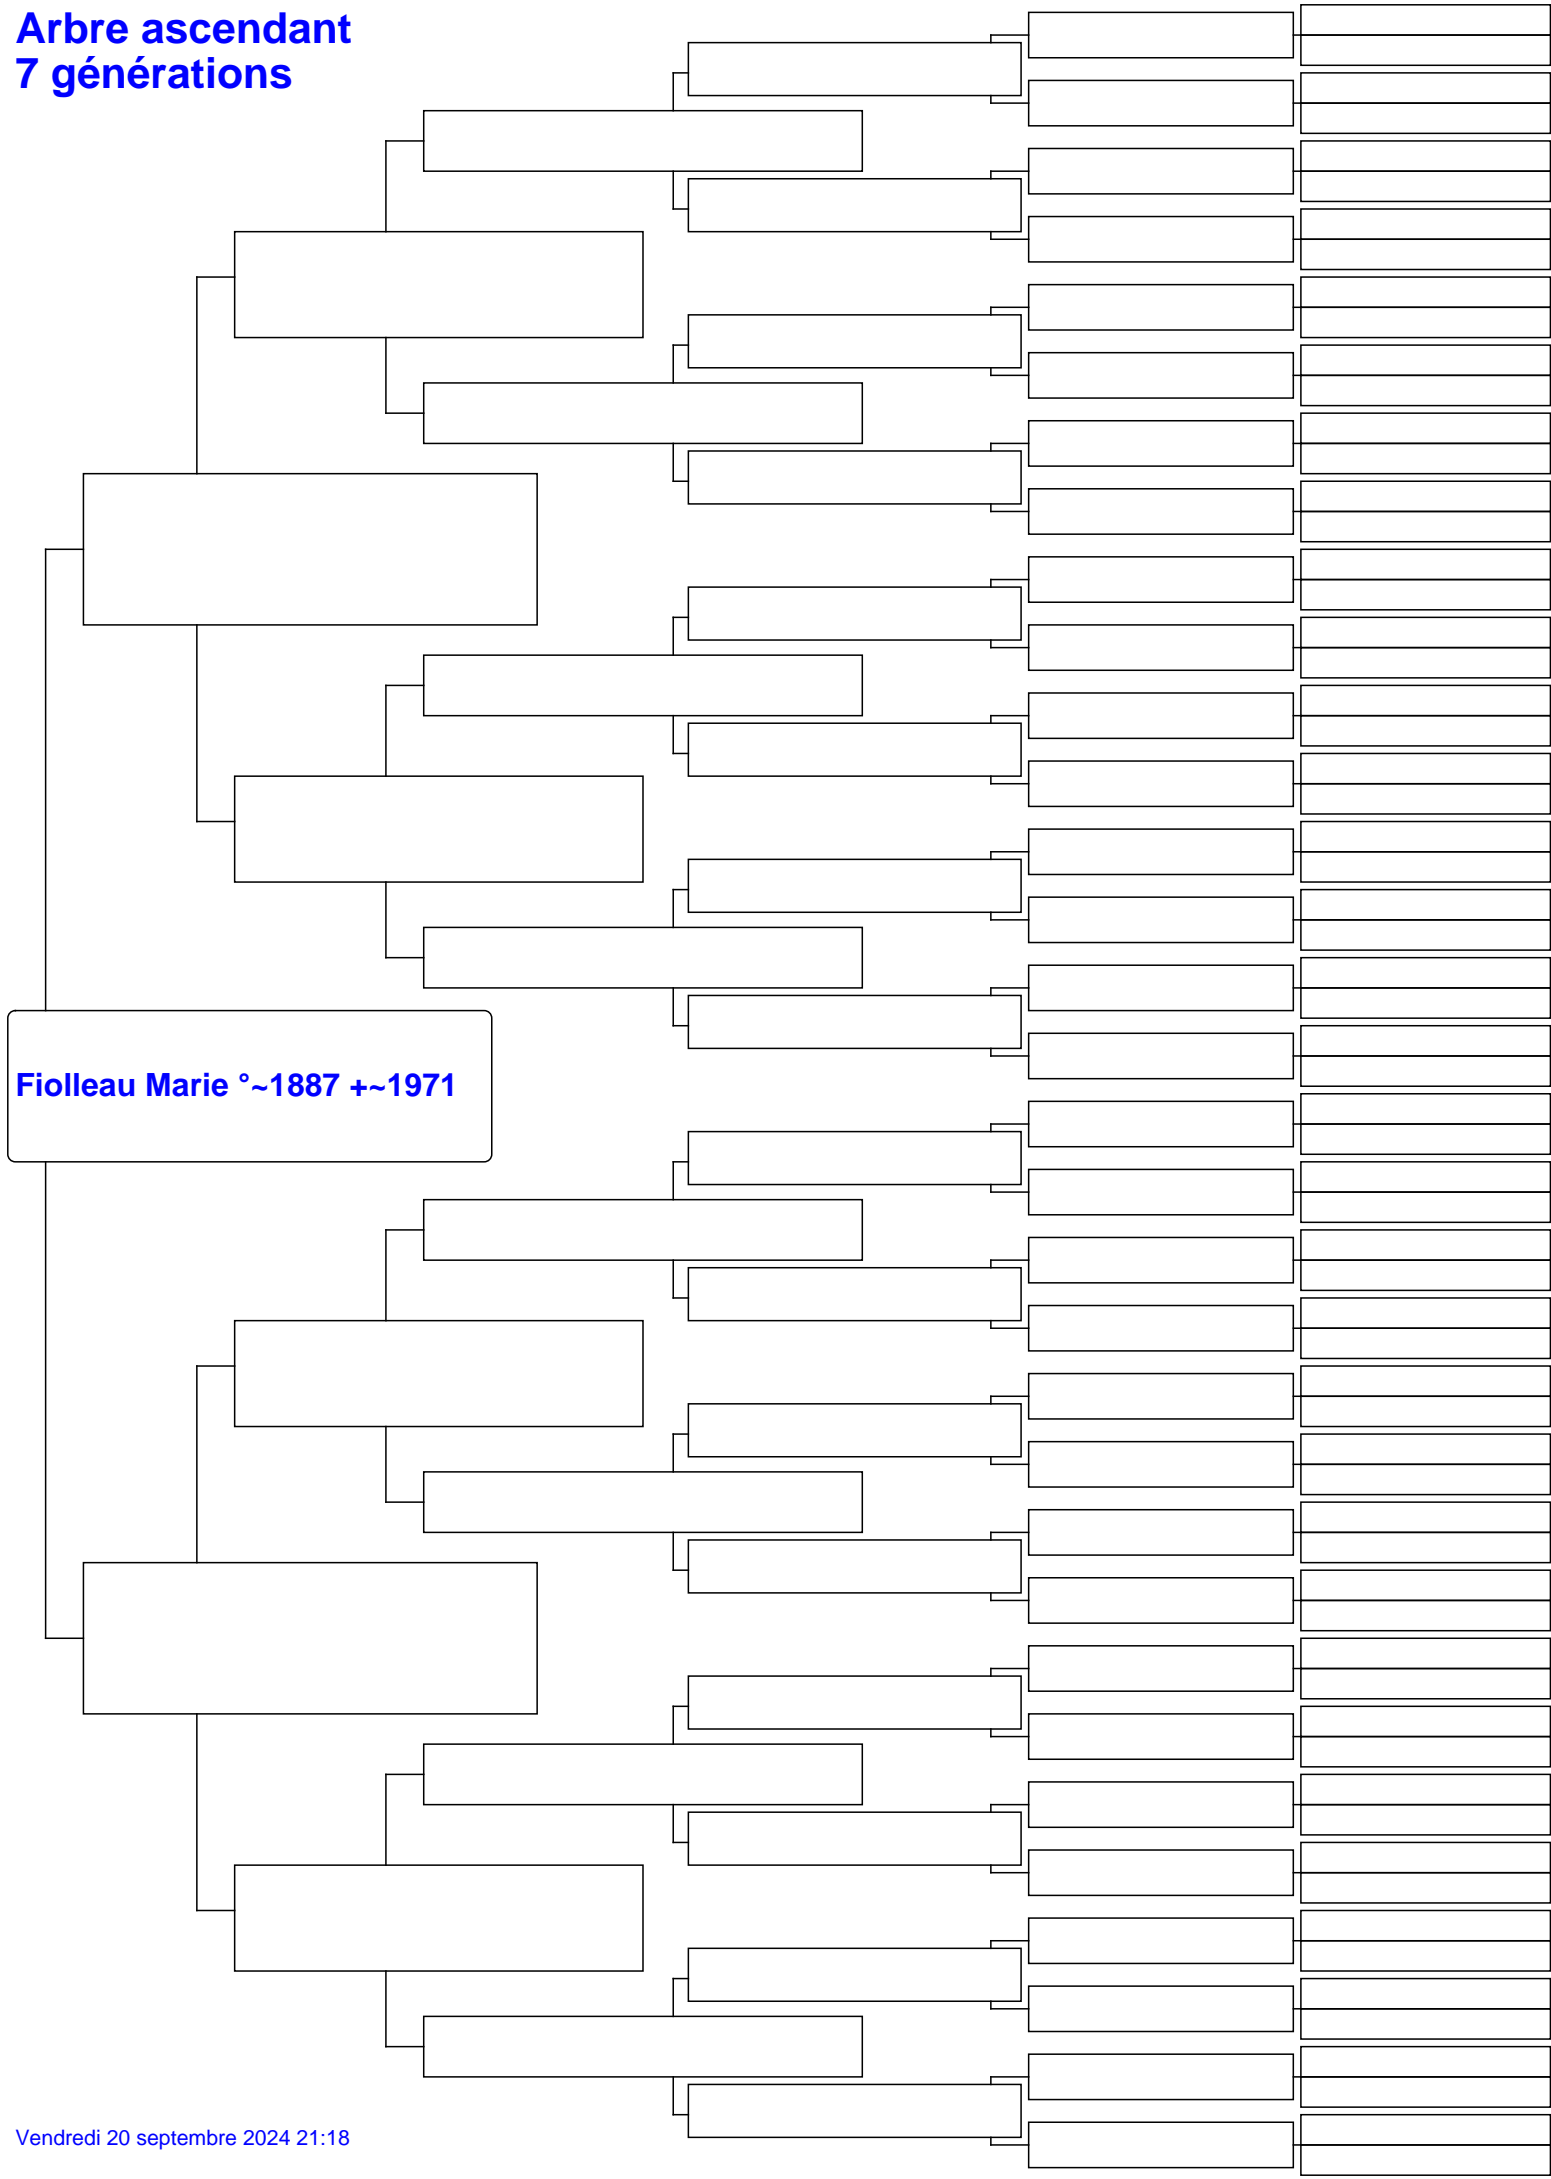 Arbre ascendant
7 générations
Fiolleau Marie °~1887 +~1971
Vendredi 20 septembre 2024 21:18